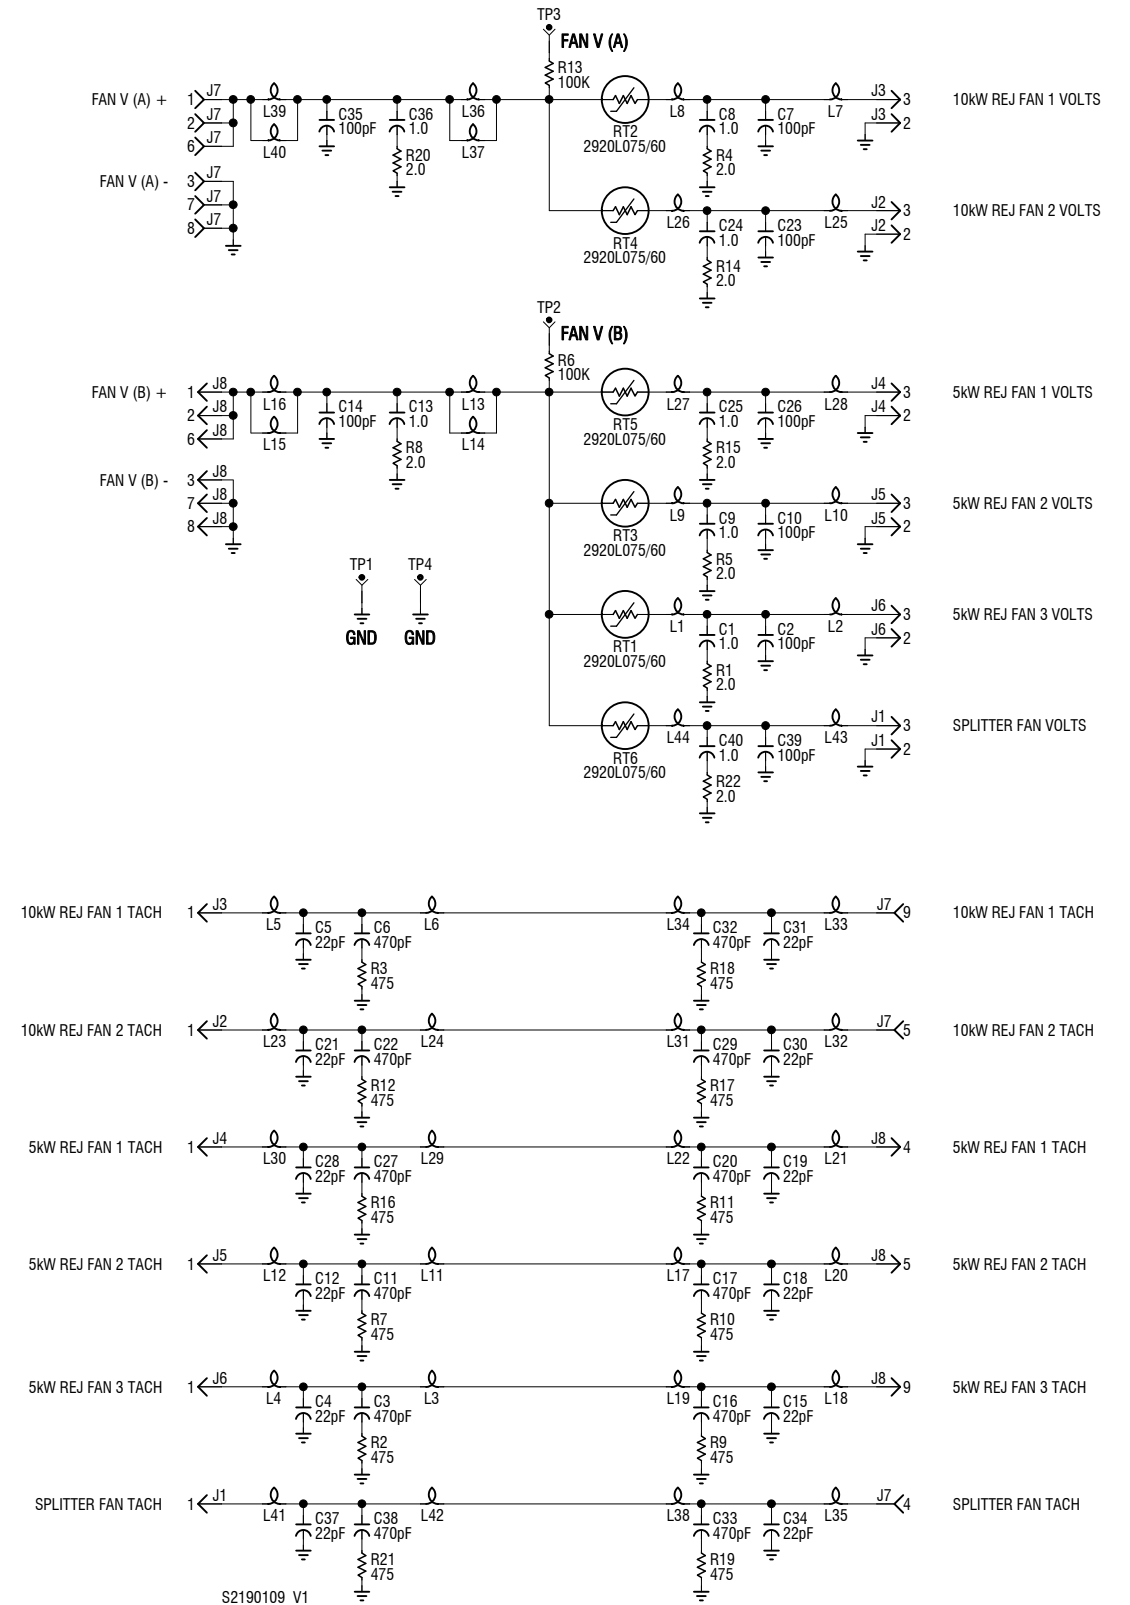 TP3
FAN V (A)
R13
100K
FAN V (A) + 1 J7
2 J7
6 J7
L39
L40
C35
100pF
C36
1.0
R20
2.0
L36
L37
RT2
2920L075/60
L8
C8
1.0
R4
2.0
C7
100pF
L7
J3 3
J3 2
10kW REJ FAN 1 VOLTS
FAN V (A) - 3 J7
7 J7
8 J7
RT4
2920L075/60
L26
C24
1.0
R14
2.0
C23
100pF
L25
J2 3
J2 2
10kW REJ FAN 2 VOLTS
TP2
FAN V (B)
R6
100K
FAN V (B) + 1 J8
2 J8
6 J8
L16
L15
C14
100pF
C13
1.0
R8
2.0
L13
L14
RT5
2920L075/60
L27
C25
1.0
R15
2.0
C26
100pF
L28
J4 3
J4 2
5kW REJ FAN 1 VOLTS
FAN V (B) - 3 J8
7 J8
8 J8
RT3
2920L075/60
L9
C9
1.0
R5
2.0
C10
100pF
L10
J5 3
J5 2
5kW REJ FAN 2 VOLTS
TP1
GND
TP4
GND
RT1
2920L075/60
L1
C1
1.0
R1
2.0
C2
100pF
L2
J6 3
J6 2
5kW REJ FAN 3 VOLTS
RT6
2920L075/60
L44
C40
1.0
R22
2.0
C39
100pF
L43
J1 3
J1 2
SPLITTER FAN VOLTS
10kW REJ FAN 1 TACH 1 J3
L5
C5
22pF
C6
470pF
R3
475
L6
L34
C32
470pF
R18
475
C31
22pF
L33
J7 9
10kW REJ FAN 1 TACH
10kW REJ FAN 2 TACH 1 J2
L23
C21
22pF
C22
470pF
R12
475
L24
L31
C29
470pF
R17
475
C30
22pF
L32
J7 5
10kW REJ FAN 2 TACH
5kW REJ FAN 1 TACH 1 J4
L30
C28
22pF
C27
470pF
R16
475
L29
L22
C20
470pF
R11
475
C19
22pF
L21
J8 4
5kW REJ FAN 1 TACH
5kW REJ FAN 2 TACH 1 J5
L12
C12
22pF
C11
470pF
R7
475
L11
L17
C17
470pF
R10
475
C18
22pF
L20
J8 5
5kW REJ FAN 2 TACH
5kW REJ FAN 3 TACH 1 J6
L4
C4
22pF
C3
470pF
R2
475
L3
L19
C16
470pF
R9
475
C15
22pF
L18
J8 9
5kW REJ FAN 3 TACH
SPLITTER FAN TACH 1 J1
L41
C37
22pF
C38
470pF
R21
475
L42
L38
C33
470pF
R19
475
C34
22pF
L35
J7 4
SPLITTER FAN TACH
S2190109 V1